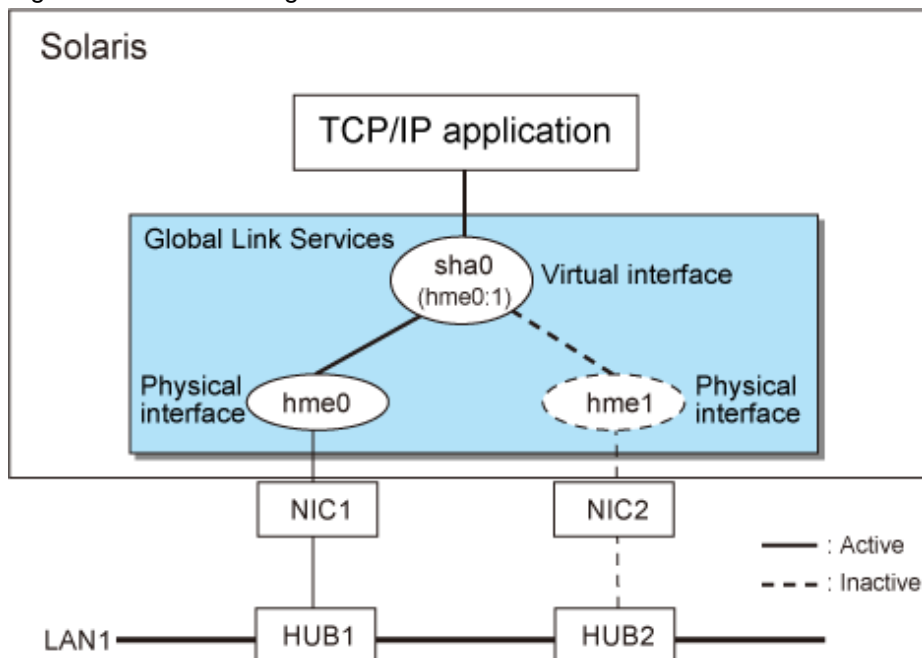 Solaris
TCP/IP application
Global Link Services
sha0
(hme0:1)
Virtual interface
Physical
interface
hme0
hme1
Physical
interface
NIC1
NIC2
: Active
: Inactive
LAN1
HUB1
HUB2